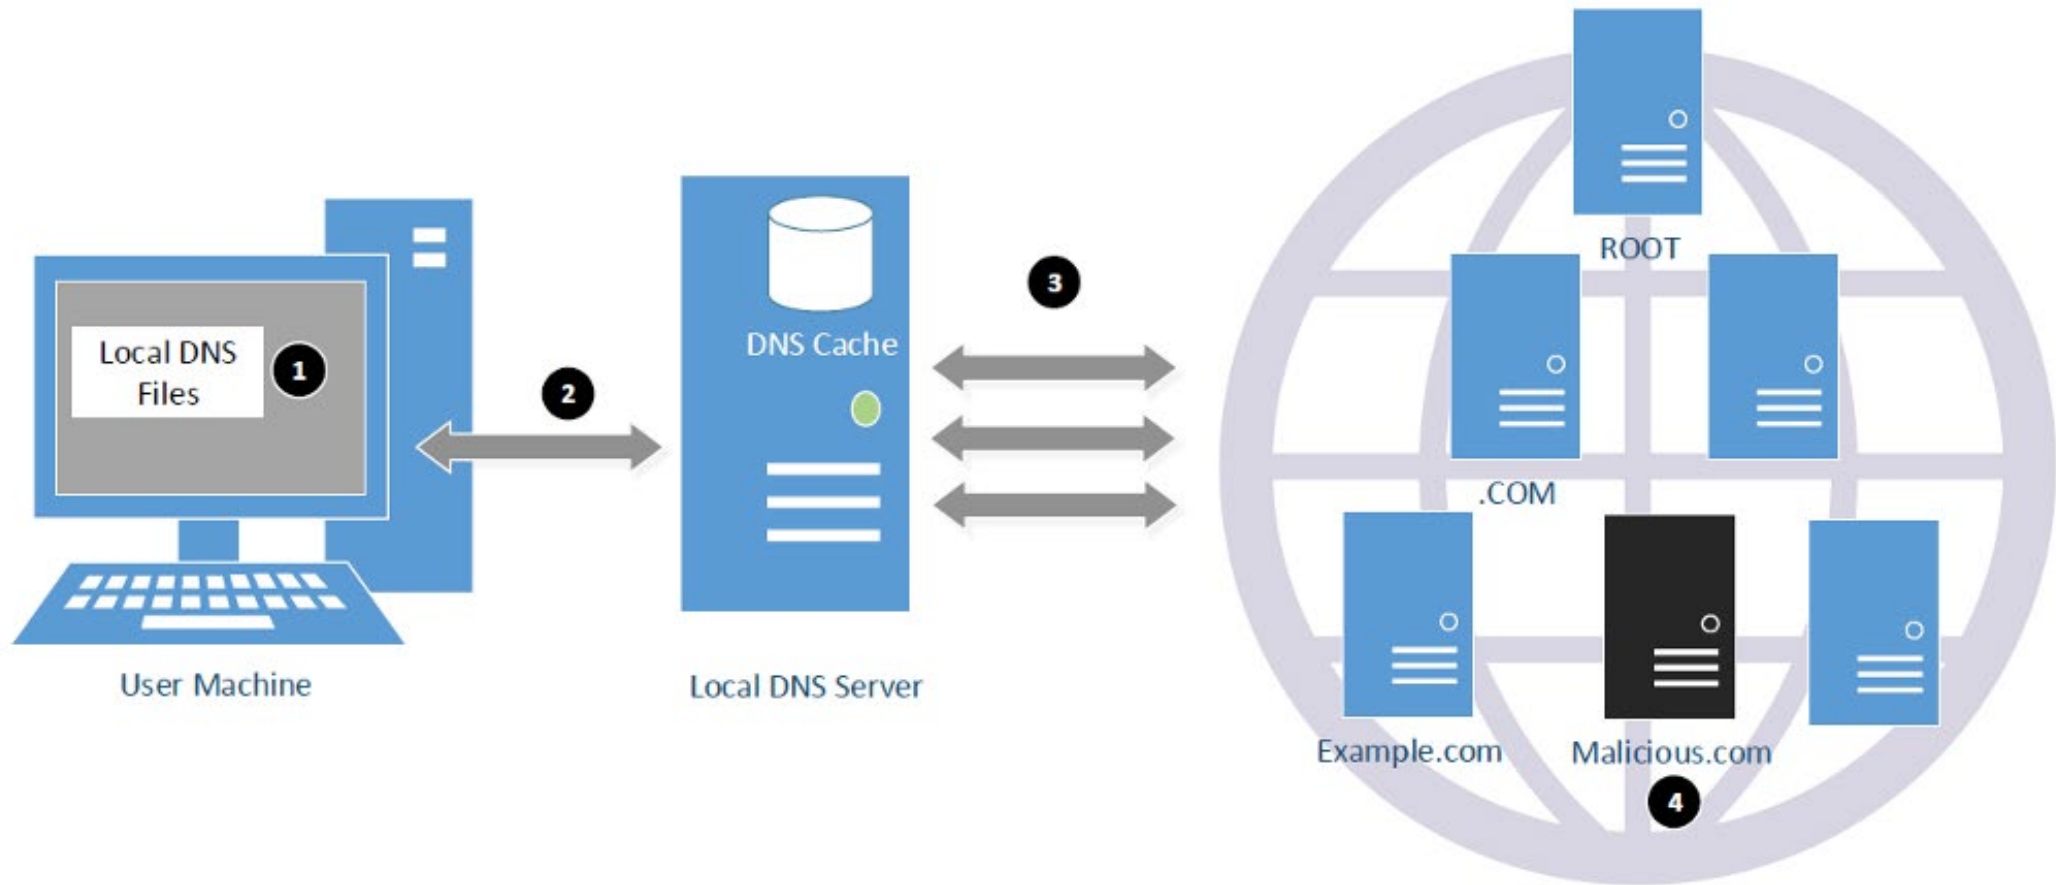 Local DNS
Files
1
User Machine
2
DNS Cache
Local DNS Server
3
ROOT
.COM
Example.com
Malicious.com
4